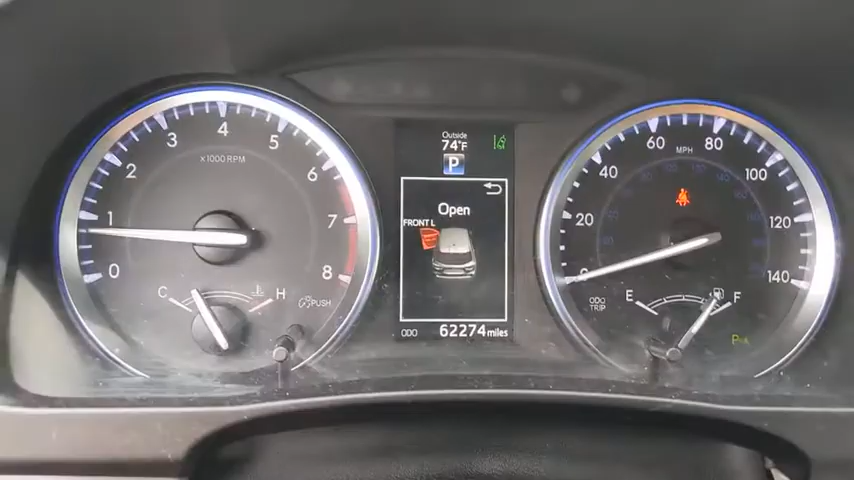 0
1
2
3
4
5
6
7
8
x1000 RPM
C
H
PUSH
Outside
74°F
P
Open
FRONT L
ODO
62274 miles
0
20
40
60
80
100
120
140
MPH
ODO
TRIP
E
F
P